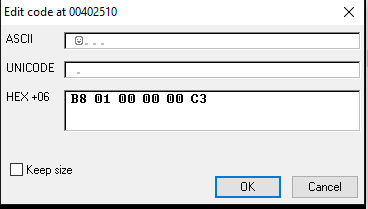 Edit code at 00402510
ASCII ☺...
UNICODE .
HEX +06 B8 01 00 00 00 C3
Keep size
OK Cancel